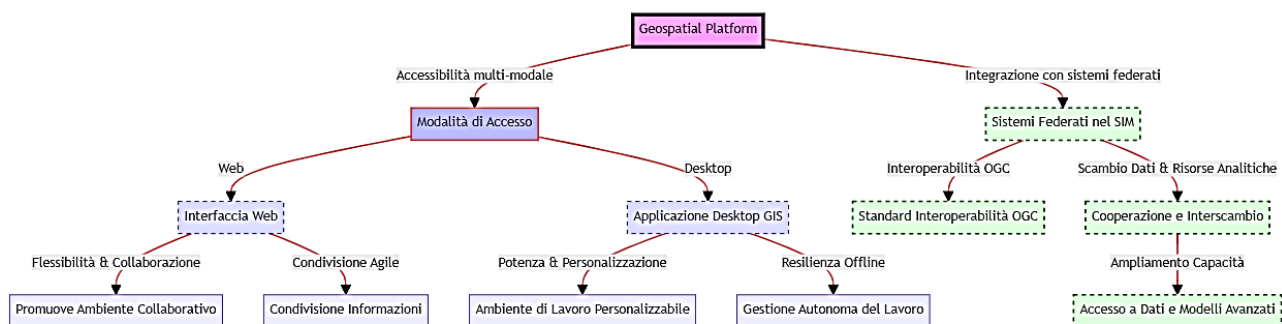 Geospatial Platform
Accessibilità multi-modale
Integrazione con sistemi federati
Modalità di Accesso
Sistemi Federati nel SIM
Web
Desktop
Interoperabilità OGC
Scambio Dati & Risorse Analitiche
Interfaccia Web
Applicazione Desktop GIS
Standard Interoperabilità OGC
Cooperazione e Interscambio
Flessibilità & Collaborazione
Condivisione Agile
Potenza & Personalizzazione
Resilienza Offline
Ampliamento Capacità
Promuove Ambiente Collaborativo
Condivisione Informazioni
Ambiente di Lavoro Personalizzabile
Gestione Autonoma del Lavoro
Accesso a Dati e Modelli Avanzati